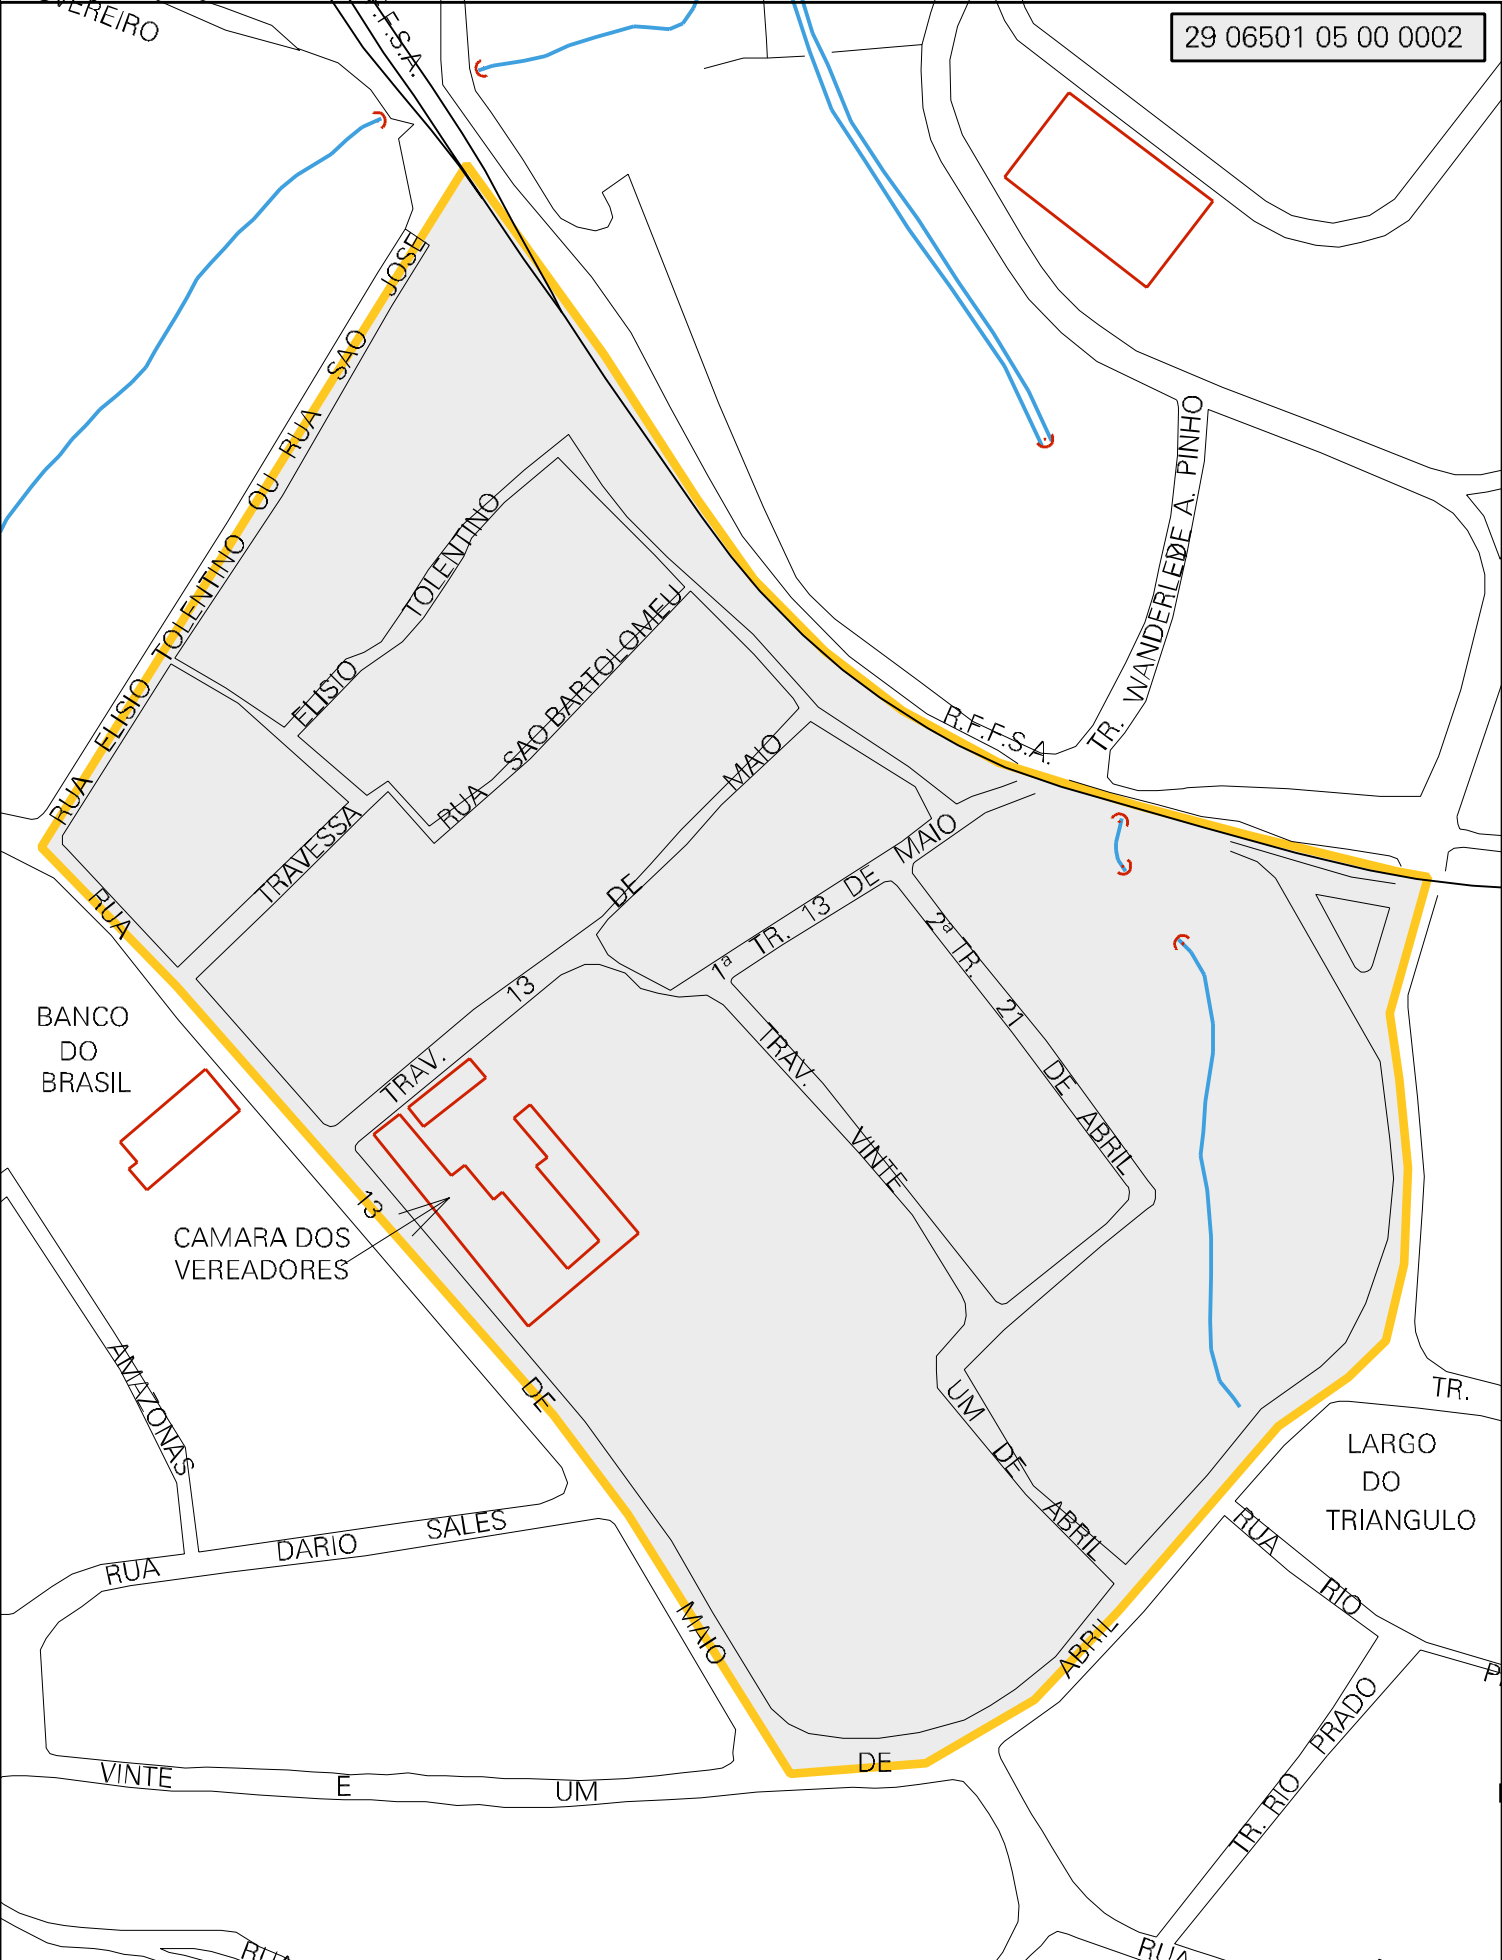 VEREIRO
.F.S.A.
29 06501 05 00 0002
RUA ELISIO TOLENTINO OU RUA SAO JOSE
ELISIO TOLENTINO
RUA SAO BARTOLOMEU
TR. WANDERLEY DE A. PINHO
R.F.F.S.A.
TRAVESSA
TRAV. 13 DE MAIO
1ª TR. 13 DE MAIO
2ª TR. 21 DE ABRIL
TRAV. VINTE UM DE ABRIL
RUA 13 DE MAIO
BANCO
DO
BRASIL
CAMARA DOS
VEREADORES
AMAZONAS
RUA DARIO SALES
TR.
LARGO
DO
TRIANGULO
RUA RIO
TR. RIO PRADO
VINTE E UM DE ABRIL
RUA
RUA